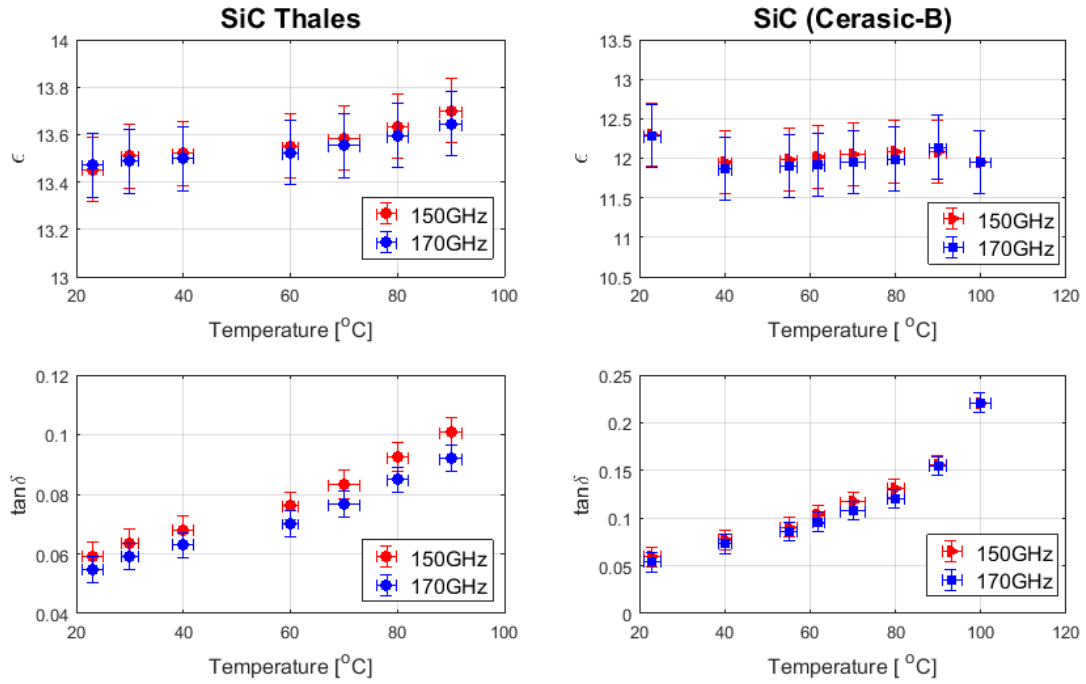 SiC Thales
14
13.8
13.6
13.4
13.2
13
ϵ
20 40 60 80 100
Temperature [°C]
150GHz
170GHz
SiC (Cerasic-B)
13.5
13
12.5
12
11.5
11
10.5
ϵ
20 40 60 80 100 120
Temperature [ °C]
150GHz
170GHz
0.12
0.1
0.08
0.06
0.04
tanδ
20 40 60 80 100
Temperature [°C]
150GHz
170GHz
0.25
0.2
0.15
0.1
0.05
0
tanδ
20 40 60 80 100 120
Temperature [ °C]
150GHz
170GHz